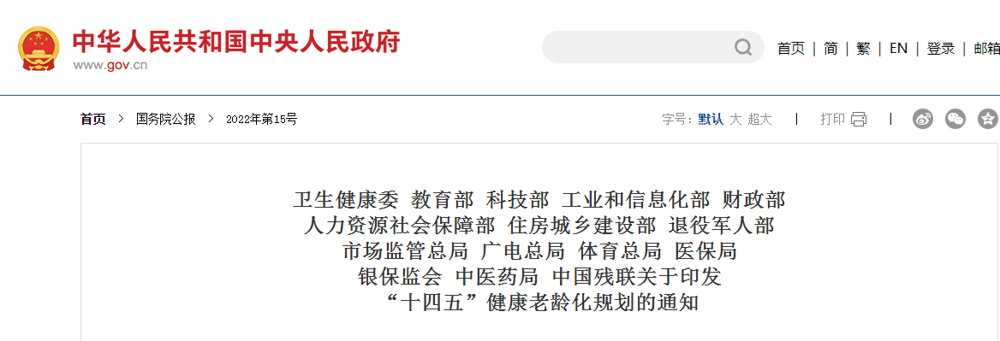 中华人民共和国中央人民政府
www.gov.cn
首页 | 简 | 繁 | EN | 登录 | 邮箱
首页 > 国务院公报 > 2022年第15号
字号：默认 大 超大 | 打印 |
卫生健康委 教育部 科技部 工业和信息化部 财政部
人力资源社会保障部 住房城乡建设部 退役军人部
市场监管总局 广电总局 体育总局 医保局
银保监会 中医药局 中国残联关于印发
“十四五”健康老龄化规划的通知